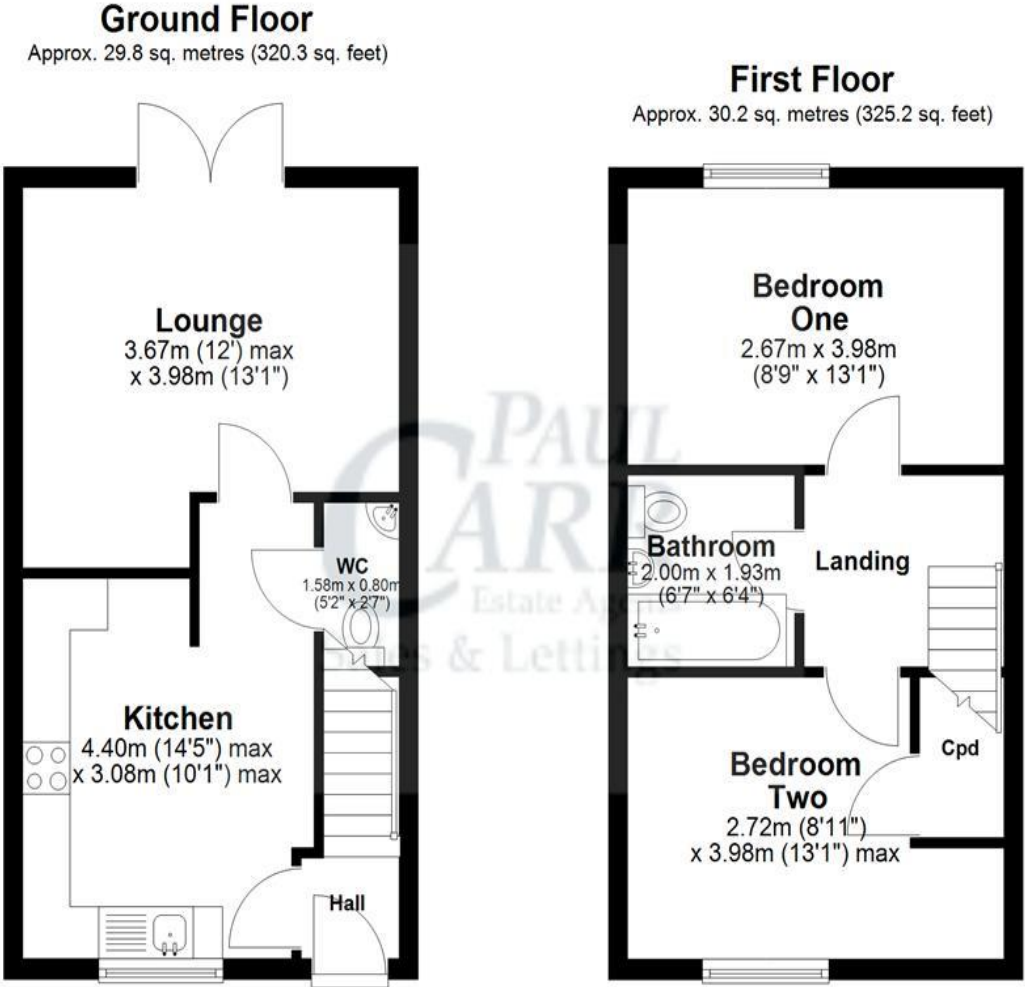 Ground Floor
Approx. 29.8 sq. metres (320.3 sq. feet)
Lounge
3.67m (12') max
x 3.98m (13'1")
WC
1.58m x 0.80m
(5'2" x 2'7")
Kitchen
4.40m (14'5") max
x 3.08m (10'1") max
Hall
First Floor
Approx. 30.2 sq. metres (325.2 sq. feet)
Bedroom
One
2.67m x 3.98m
(8'9" x 13'1")
Bathroom
2.00m x 1.93m
(6'7" x 6'4")
Landing
Bedroom
Two
2.72m (8'11")
x 3.98m (13'1") max
Cpd
PAUL
CARR
Estate Agents
Sales & Lettings